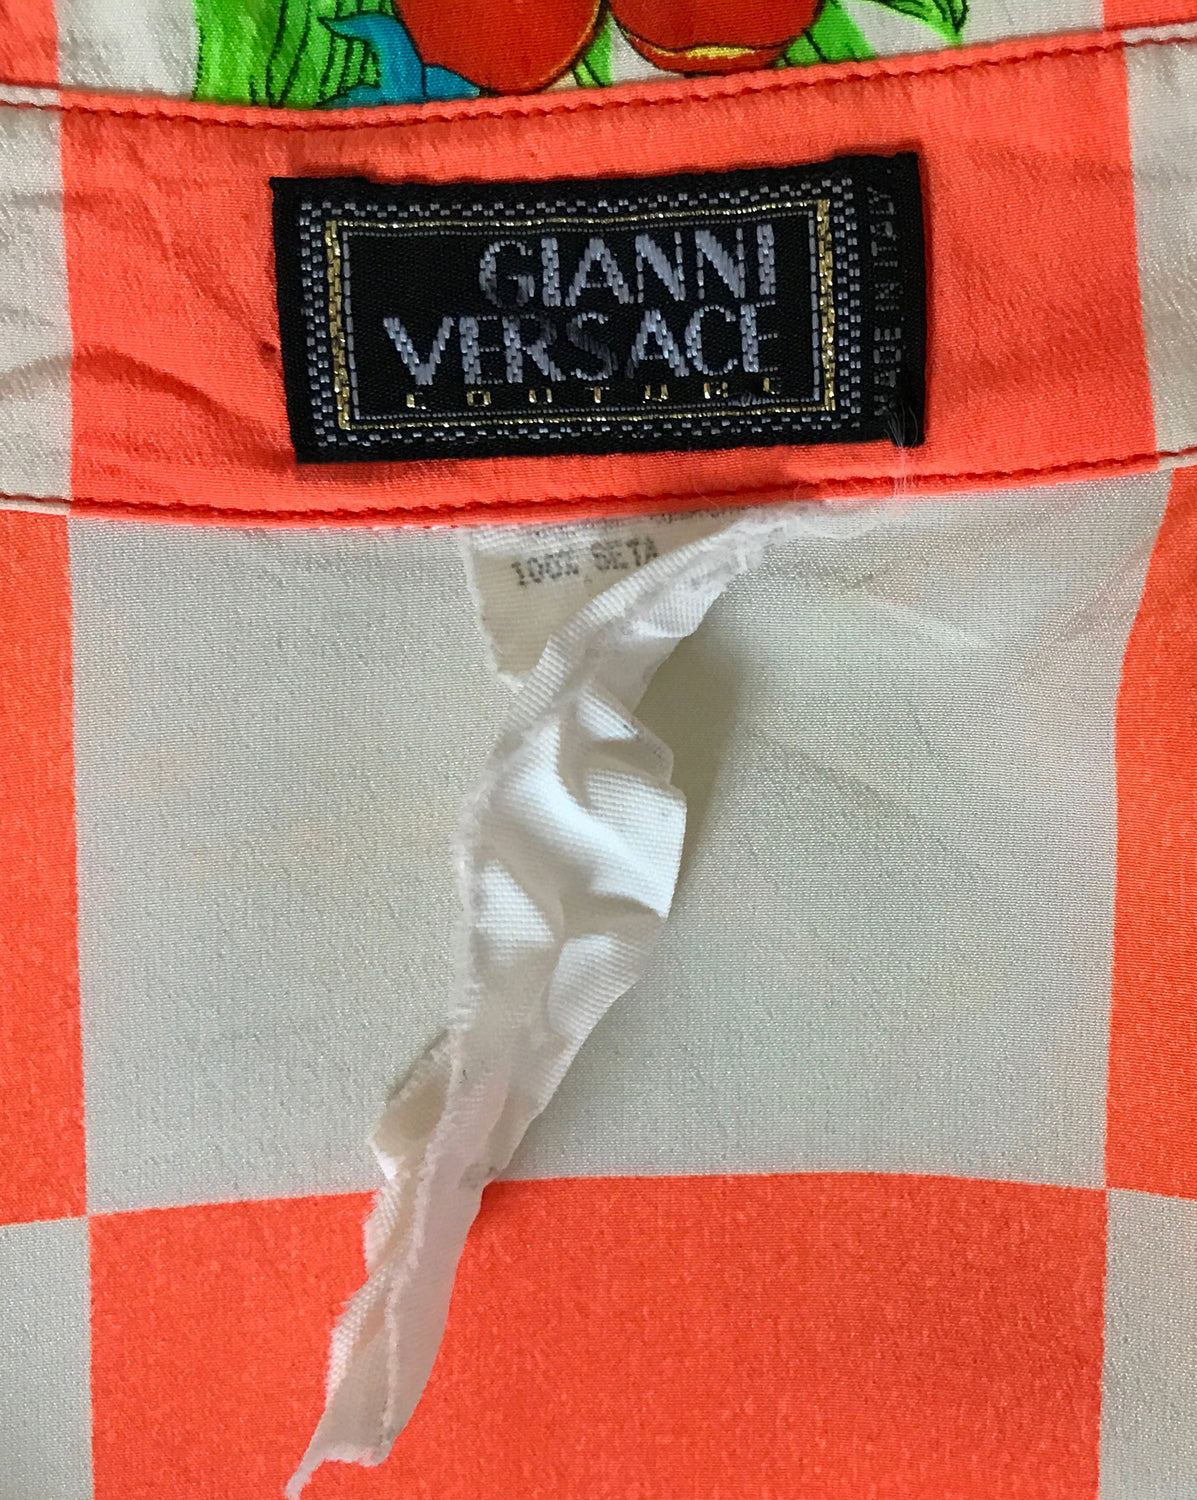 GIANNI
VERSACE
COUTURE
MADE IN ITALY
100% SETA